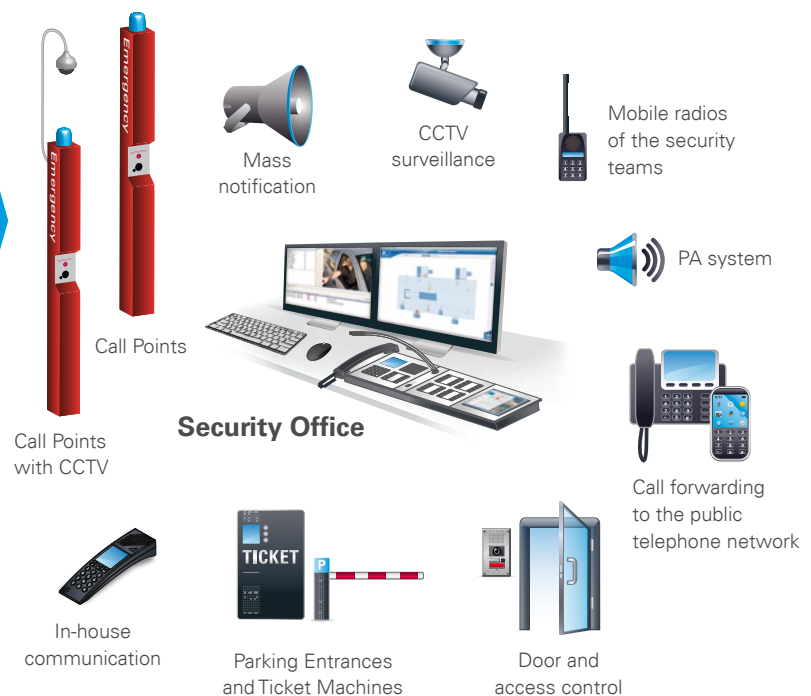 Emergency
Emergency
Mass
notification
CCTV
surveillance
Mobile radios
of the security
teams
PA system
Call Points
Call Points
with CCTV
Security Office
Call forwarding
to the public
telephone network
In-house
communication
TICKET
P
Parking Entrances
and Ticket Machines
Door and
access control